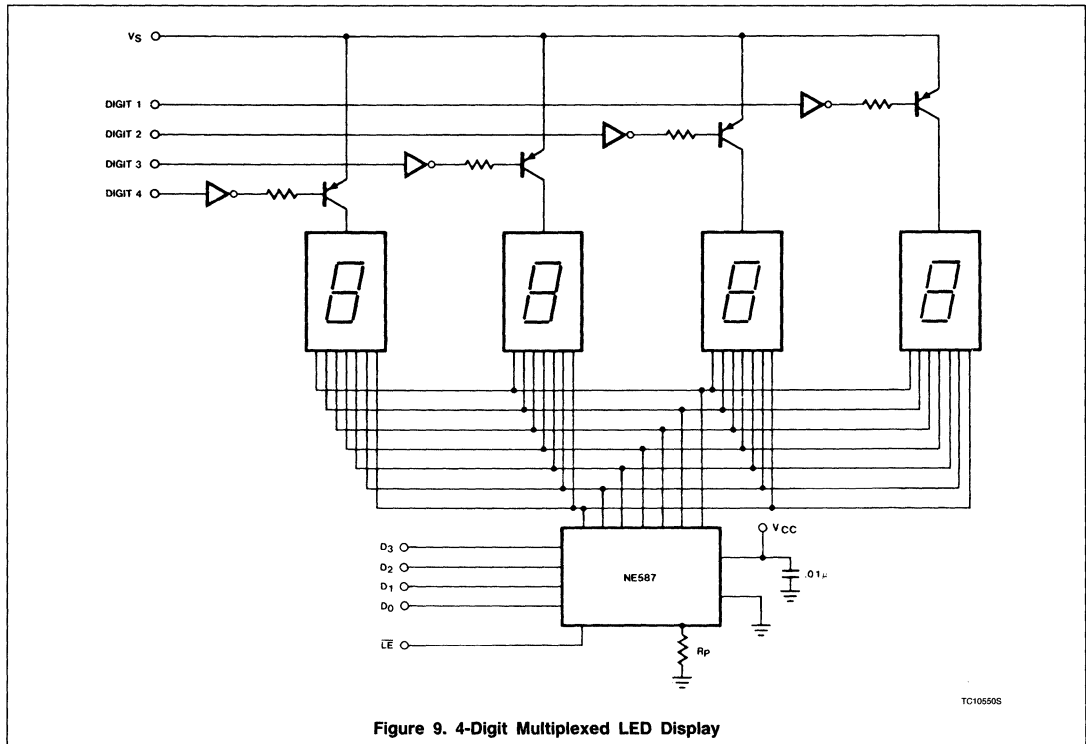 VS
DIGIT 1
DIGIT 2
DIGIT 3
DIGIT 4
D3
D2
D1
D0
LE
NE587
VCC
.01μ
RP
TC10550S
Figure 9. 4-Digit Multiplexed LED Display